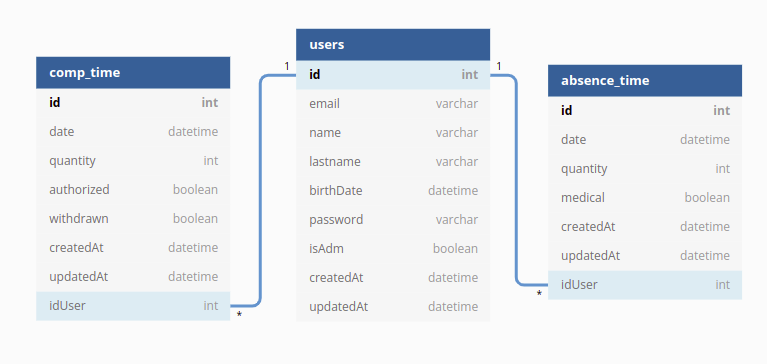 comp_time
id int
date datetime
quantity int
authorized boolean
withdrawn boolean
createdAt datetime
updatedAt datetime
idUser int
*
1
users
id int
email varchar
name varchar
lastname varchar
birthDate datetime
password varchar
isAdm boolean
createdAt datetime
updatedAt datetime
1
*
absence_time
id int
date datetime
quantity int
medical boolean
createdAt datetime
updatedAt datetime
idUser int